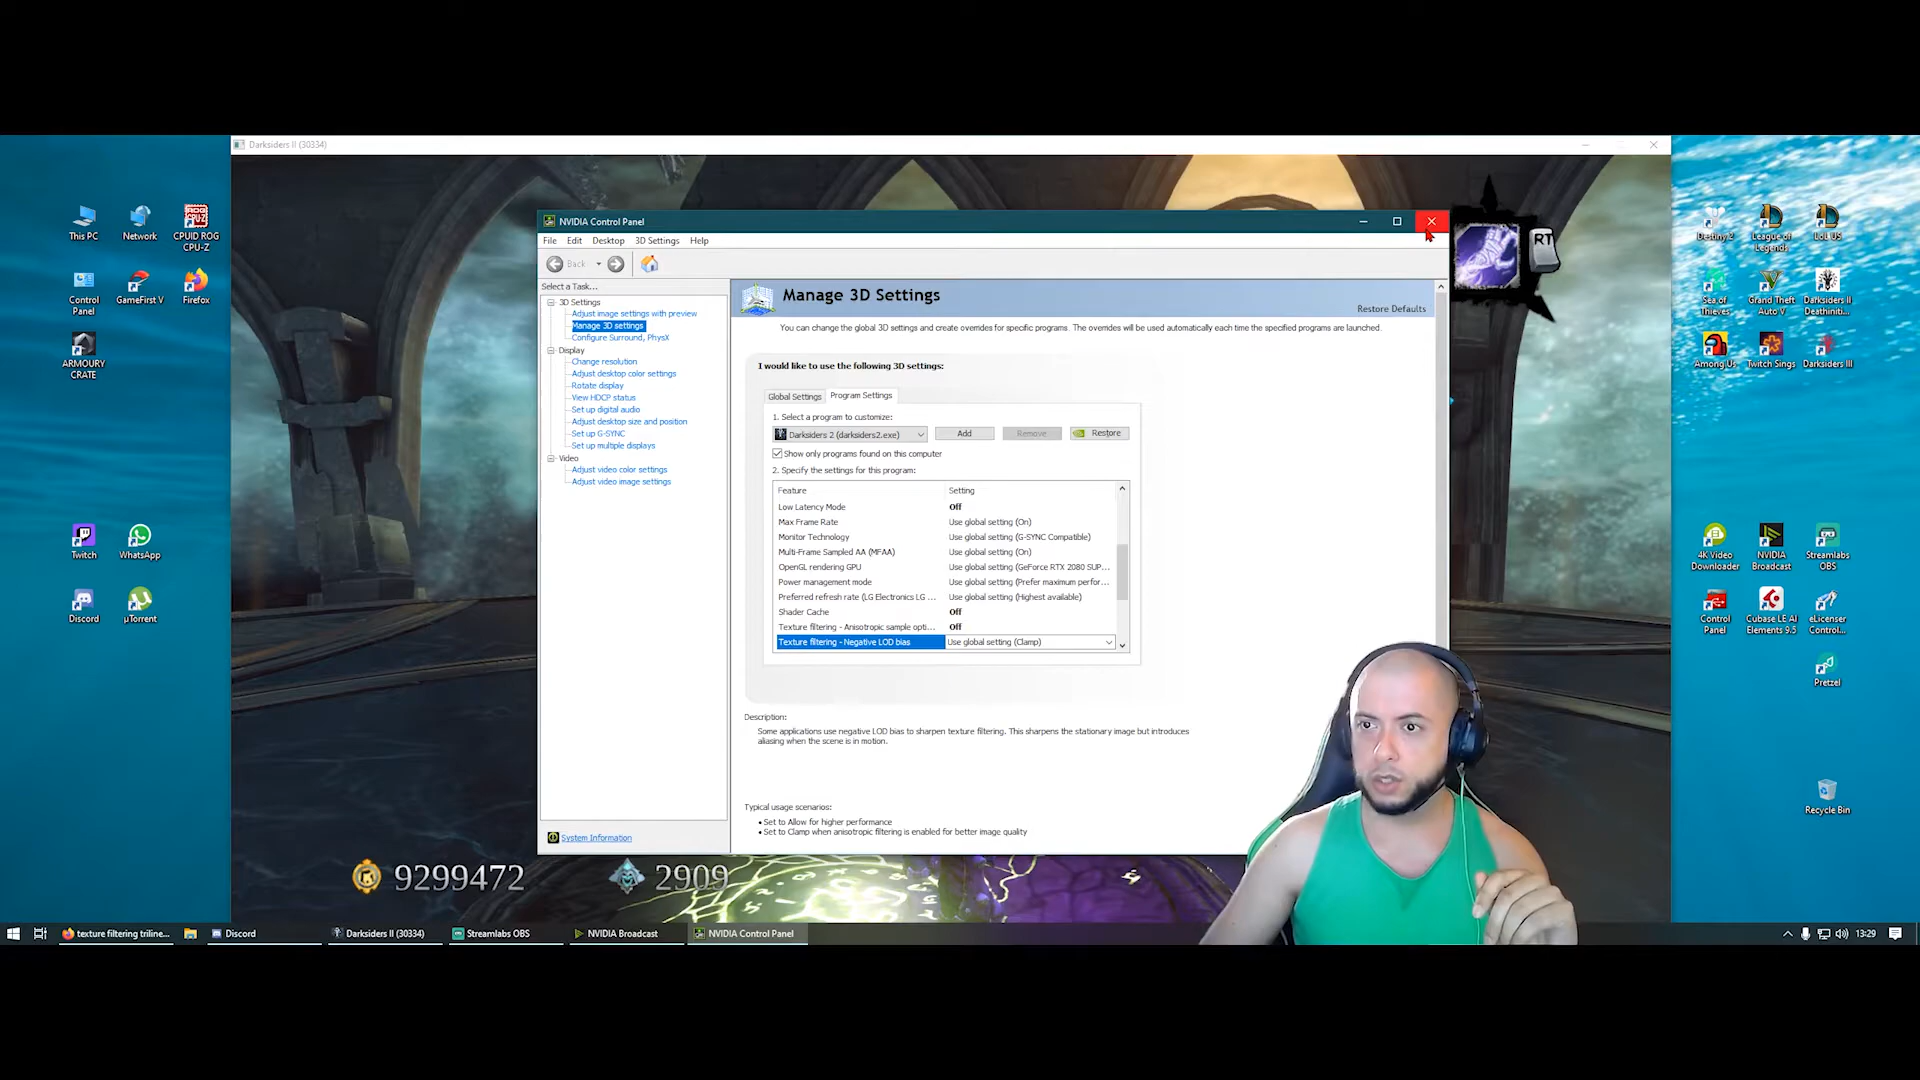 Darksiders II (30334)
This PC
Network
CPUID ROG
CPU-Z
Control
Panel
GameFirst V
Firefox
ARMOURY
CRATE
Twitch
WhatsApp
Discord
µTorrent
NVIDIA Control Panel
File Edit Desktop 3D Settings Help
Back
Select a Task...
3D Settings
Adjust image settings with preview
Manage 3D settings
Configure Surround, PhysX
Display
Change resolution
Adjust desktop color settings
Rotate display
View HDCP status
Set up digital audio
Adjust desktop size and position
Set up G-SYNC
Set up multiple displays
Video
Adjust video color settings
Adjust video image settings
System Information
Manage 3D Settings
Restore Defaults
You can change the global 3D settings and create overrides for specific programs. The overrides will be used automatically each time the specified programs are launched.
I would like to use the following 3D settings:
Global Settings Program Settings
1. Select a program to customize:
Darksiders 2 (darksiders2.exe) Add Remove Restore
Show only programs found on this computer
2. Specify the settings for this program:
Feature Setting
Low Latency Mode Off
Max Frame Rate Use global setting (On)
Monitor Technology Use global setting (G-SYNC Compatible)
Multi-Frame Sampled AA (MFAA) Use global setting (On)
OpenGL rendering GPU Use global setting (GeForce RTX 2080 SUP...
Power management mode Use global setting (Prefer maximum perfor...
Preferred refresh rate (LG Electronics LG ... Use global setting (Highest available)
Shader Cache Off
Texture filtering - Anisotropic sample opti... Off
Texture filtering - Negative LOD bias Use global setting (Clamp)
Description:
Some applications use negative LOD bias to sharpen texture filtering. This sharpens the stationary image but introduces
aliasing when the scene is in motion.
Typical usage scenarios:
• Set to Allow for higher performance
• Set to Clamp when anisotropic filtering is enabled for better image quality
RT
9299472 2909
Destiny 2
League of
Legends
LoL US
Sea of
Thieves
Grand Theft
Auto V
Darksiders II
Deathiniti...
Among Us
Twitch Sings
Darksiders III
4K Video
Downloader
NVIDIA
Broadcast
Streamlabs
OBS
Control
Panel
Cubase LE AI
Elements 9.5
eLicenser
Control...
Pretzel
Recycle Bin
texture filtering triline... Discord Darksiders II (30334) Streamlabs OBS NVIDIA Broadcast NVIDIA Control Panel 13:29